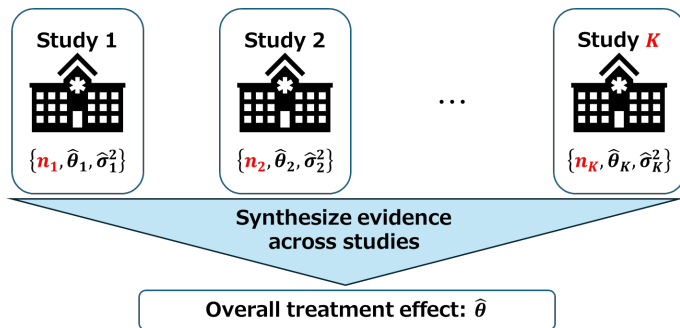 Study 1
Study 2
Study K
...
{n₁, θ̂₁, σ̂₁²}
{n₂, θ̂₂, σ̂₂²}
{n_K, θ̂_K, σ̂_K²}
Synthesize evidence
across studies
Overall treatment effect: θ̂